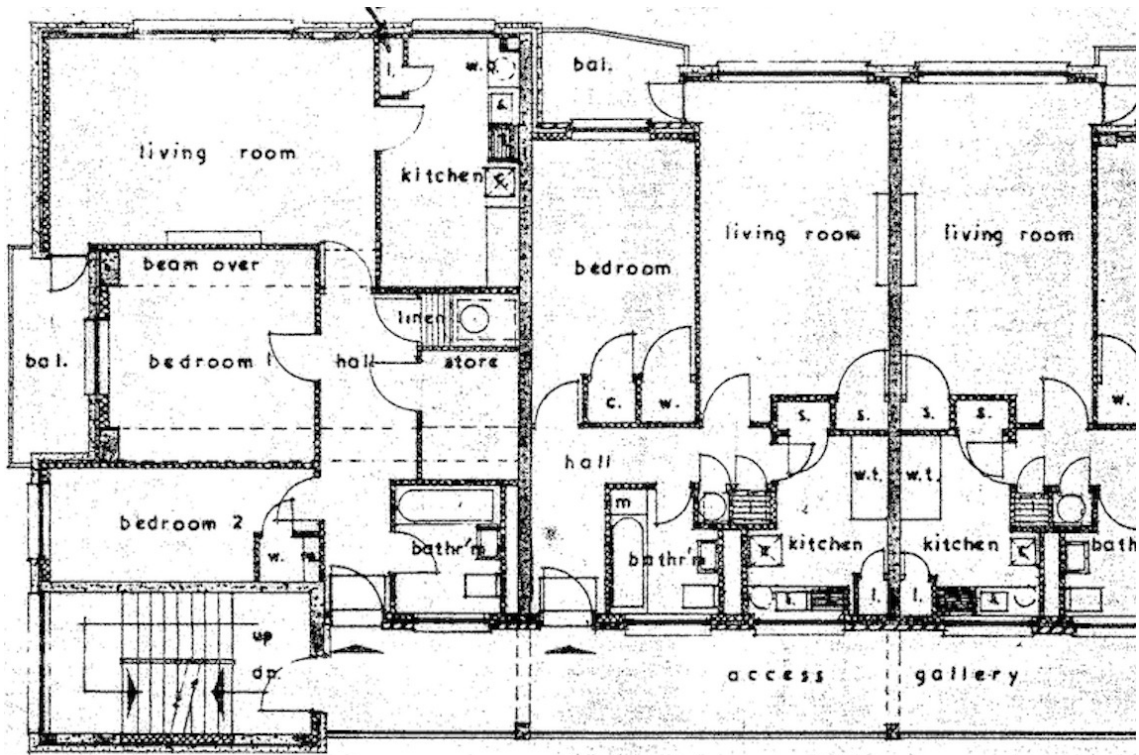 living room
l.
w.b.
s.
kitchen
c
bal.
living room
living room
bedroom
beam over
bedroom 1
bal.
hall
linen
store
c.
w.
s.
s.
s.
s.
w.
hall
w.t.
w.t.
bedroom 2
w.
m
bathr'm
m
bathr'm
c
kitchen
kitchen
c
bath
s.
l.
l.
s.
up
dn.
access gallery